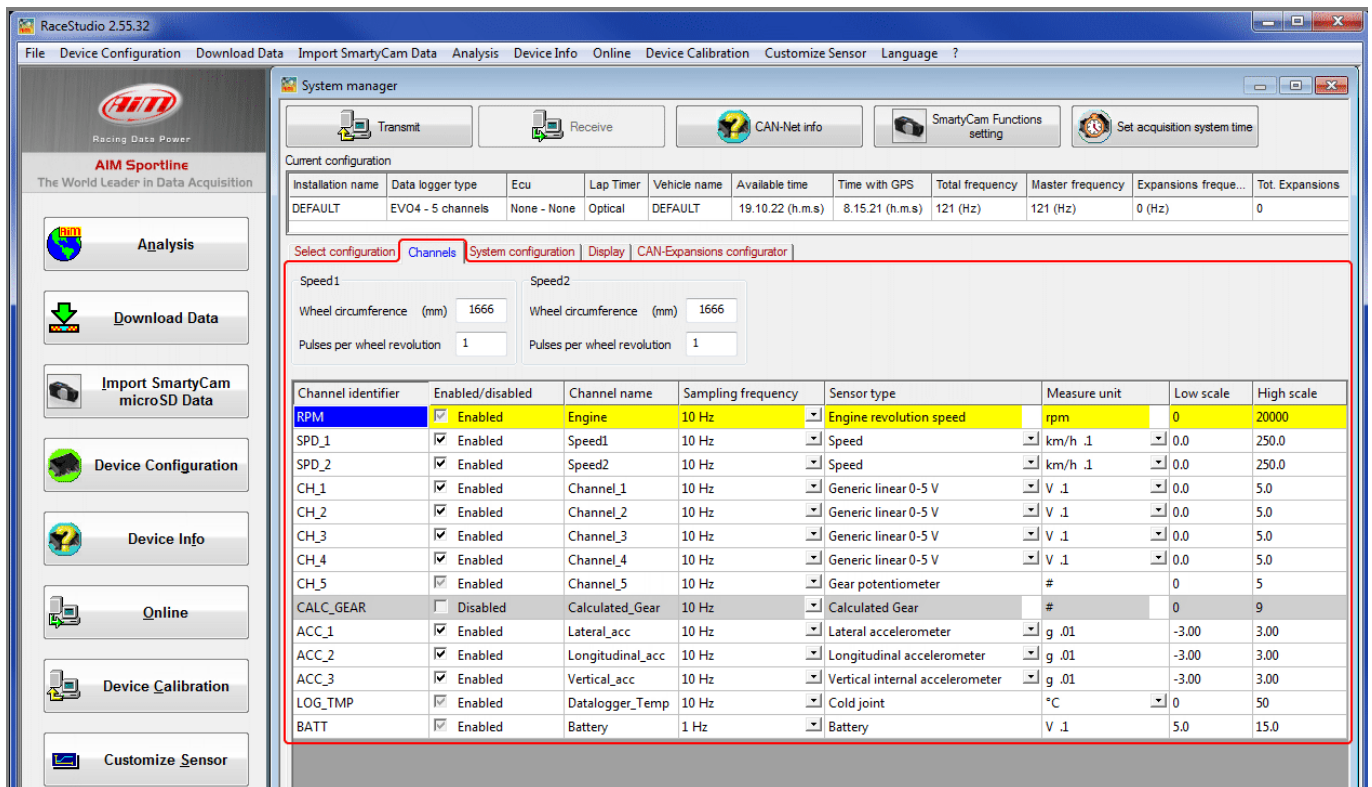 RaceStudio 2.55.32
File Device Configuration Download Data Import SmartyCam Data Analysis Device Info Online Device Calibration Customize Sensor Language ?
AiM
Racing Data Power
AIM Sportline
The World Leader in Data Acquisition
Analysis
Download Data
Import SmartyCam
microSD Data
Device Configuration
Device Info
Online
Device Calibration
Customize Sensor
System manager
Transmit
Receive
CAN-Net info
SmartyCam Functions
setting
Set acquisition system time
Current configuration
Installation name Data logger type Ecu Lap Timer Vehicle name Available time Time with GPS Total frequency Master frequency Expansions freque... Tot. Expansions
DEFAULT EVO4 - 5 channels None - None Optical DEFAULT 19.10.22 (h.m.s) 8.15.21 (h.m.s) 121 (Hz) 121 (Hz) 0 (Hz) 0
Select configuration Channels System configuration Display CAN-Expansions configurator
Speed1 Speed2
Wheel circumference (mm) 1666 Wheel circumference (mm) 1666
Pulses per wheel revolution 1 Pulses per wheel revolution 1
Channel identifier Enabled/disabled Channel name Sampling frequency Sensor type Measure unit Low scale High scale
RPM Enabled Engine 10 Hz Engine revolution speed rpm 0 20000
SPD_1 Enabled Speed1 10 Hz Speed km/h .1 0.0 250.0
SPD_2 Enabled Speed2 10 Hz Speed km/h .1 0.0 250.0
CH_1 Enabled Channel_1 10 Hz Generic linear 0-5 V V .1 0.0 5.0
CH_2 Enabled Channel_2 10 Hz Generic linear 0-5 V V .1 0.0 5.0
CH_3 Enabled Channel_3 10 Hz Generic linear 0-5 V V .1 0.0 5.0
CH_4 Enabled Channel_4 10 Hz Generic linear 0-5 V V .1 0.0 5.0
CH_5 Enabled Channel_5 10 Hz Gear potentiometer # 0 5
CALC_GEAR Disabled Calculated_Gear 10 Hz Calculated Gear # 0 9
ACC_1 Enabled Lateral_acc 10 Hz Lateral accelerometer g .01 -3.00 3.00
ACC_2 Enabled Longitudinal_acc 10 Hz Longitudinal accelerometer g .01 -3.00 3.00
ACC_3 Enabled Vertical_acc 10 Hz Vertical internal accelerometer g .01 -3.00 3.00
LOG_TMP Enabled Datalogger_Temp 10 Hz Cold joint °C 0 50
BATT Enabled Battery 1 Hz Battery V .1 5.0 15.0